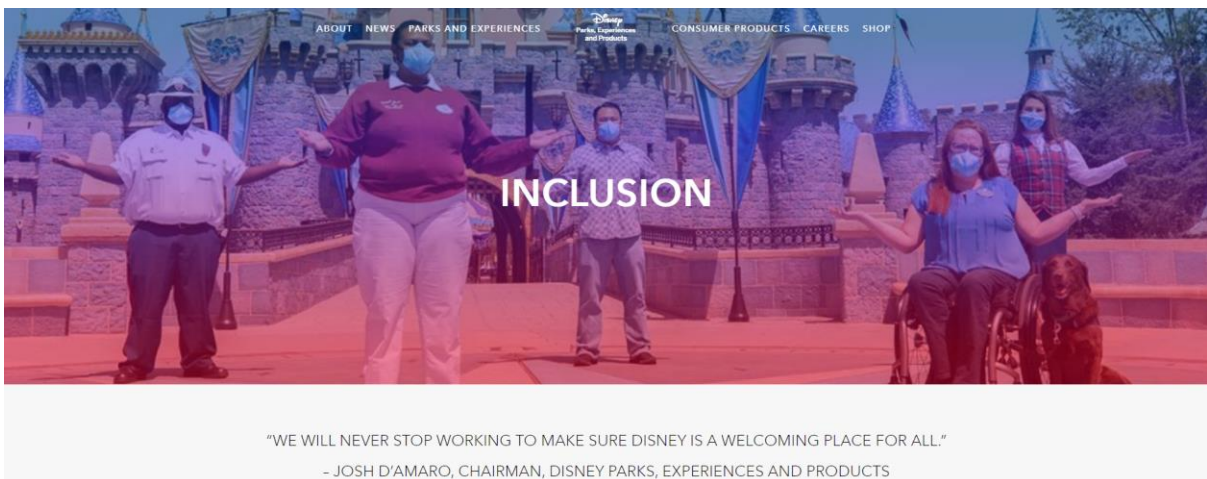 ABOUT NEWS PARKS AND EXPERIENCES
Disney
Parks, Experiences
and Products
CONSUMER PRODUCTS CAREERS SHOP
INCLUSION
"WE WILL NEVER STOP WORKING TO MAKE SURE DISNEY IS A WELCOMING PLACE FOR ALL."
– JOSH D'AMARO, CHAIRMAN, DISNEY PARKS, EXPERIENCES AND PRODUCTS